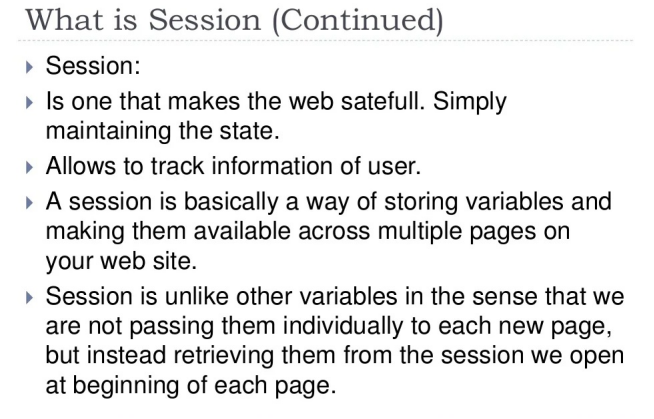 What is Session (Continued)
Session:
Is one that makes the web satefull. Simply
maintaining the state.
Allows to track information of user.
A session is basically a way of storing variables and
making them available across multiple pages on
your web site.
Session is unlike other variables in the sense that we
are not passing them individually to each new page,
but instead retrieving them from the session we open
at beginning of each page.